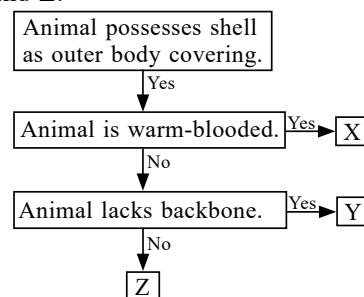 Animal possesses shell
as outer body covering.
Yes
Animal is warm-blooded.
Yes
X
No
Animal lacks backbone.
Yes
Y
No
Z